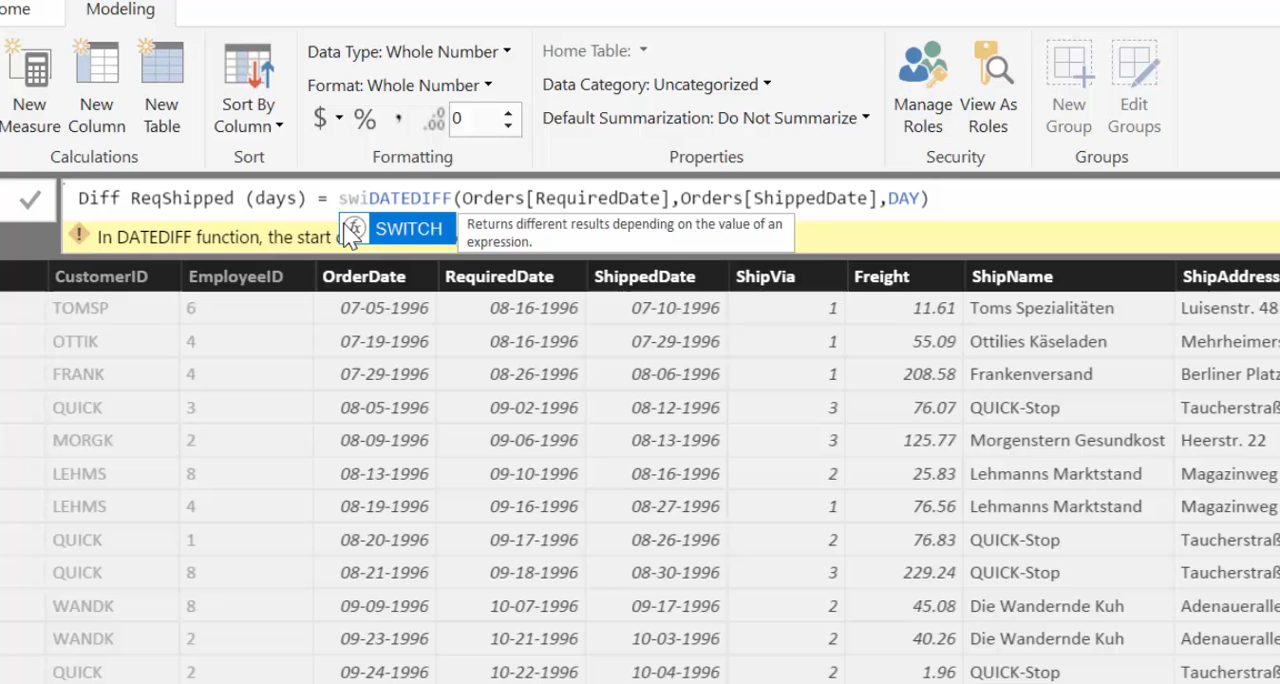 ome Modeling
New Measure
New Column
New Table
Calculations
Sort By Column
Sort
Data Type: Whole Number
Format: Whole Number
$ % , .00 0
Formatting
Home Table:
Data Category: Uncategorized
Default Summarization: Do Not Summarize
Properties
Manage Roles
View As Roles
Security
New Group
Edit Groups
Groups
Diff ReqShipped (days) = swiDATEDIFF(Orders[RequiredDate],Orders[ShippedDate],DAY)
fx SWITCH
Returns different results depending on the value of an
expression.
In DATEDIFF function, the start
CustomerID EmployeeID OrderDate RequiredDate ShippedDate ShipVia Freight ShipName ShipAddress
TOMSP 6 07-05-1996 08-16-1996 07-10-1996 1 11.61 Toms Spezialitäten Luisenstr. 48
OTTIK 4 07-19-1996 08-16-1996 07-29-1996 1 55.09 Ottilies Käseladen Mehrheimers
FRANK 4 07-29-1996 08-26-1996 08-06-1996 1 208.58 Frankenversand Berliner Platz
QUICK 3 08-05-1996 09-02-1996 08-12-1996 3 76.07 QUICK-Stop Taucherstraß
MORGK 2 08-09-1996 09-06-1996 08-13-1996 3 125.77 Morgenstern Gesundkost Heerstr. 22
LEHMS 8 08-13-1996 09-10-1996 08-16-1996 2 25.83 Lehmanns Marktstand Magazinweg
LEHMS 4 08-19-1996 09-16-1996 08-27-1996 1 76.56 Lehmanns Marktstand Magazinweg
QUICK 1 08-20-1996 09-17-1996 08-26-1996 2 76.83 QUICK-Stop Taucherstraß
QUICK 8 08-21-1996 09-18-1996 08-30-1996 3 229.24 QUICK-Stop Taucherstraß
WANDK 8 09-09-1996 10-07-1996 09-17-1996 2 45.08 Die Wandernde Kuh Adenaueralle
WANDK 2 09-23-1996 10-21-1996 10-03-1996 2 40.26 Die Wandernde Kuh Adenaueralle
QUICK 2 09-24-1996 10-22-1996 10-04-1996 2 1.96 QUICK-Stop Taucherstraß